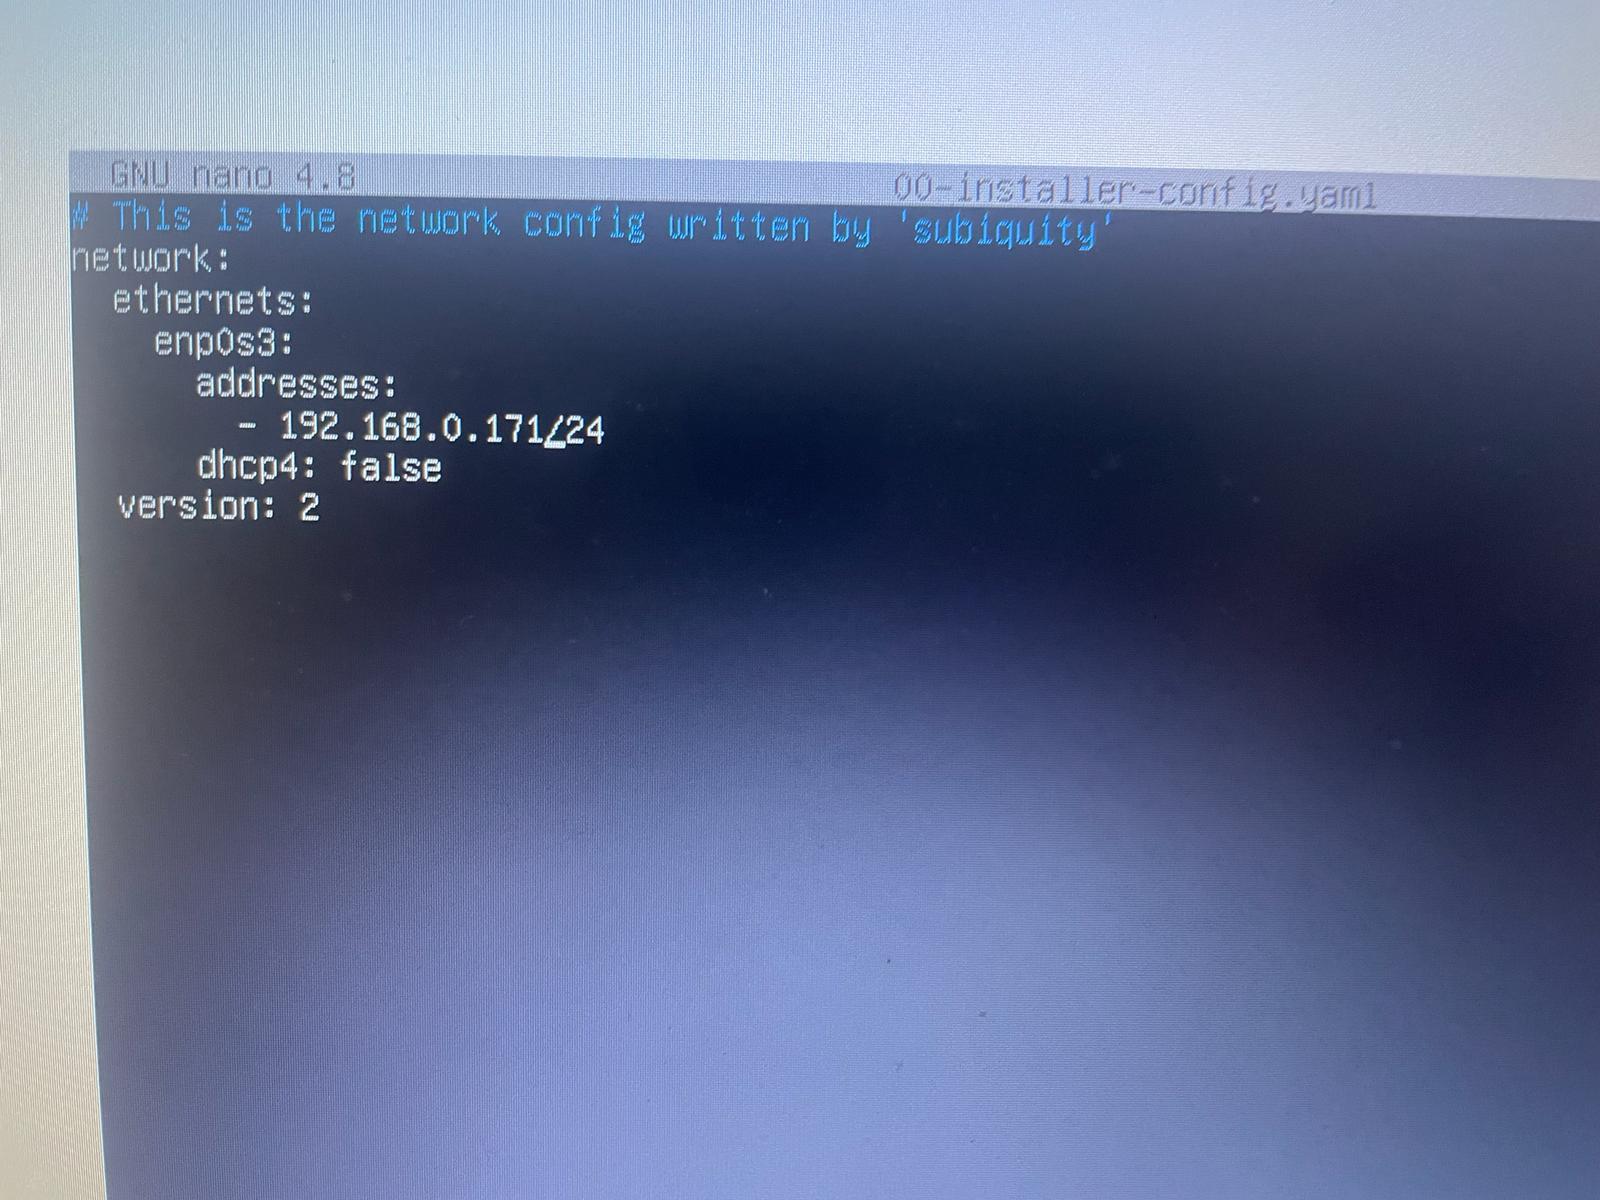 GNU nano 4.8 00-installer-config.yaml
# This is the network config written by 'subiquity'
network:
  ethernets:
    enp0s3:
      addresses:
        - 192.168.0.171/24
      dhcp4: false
  version: 2